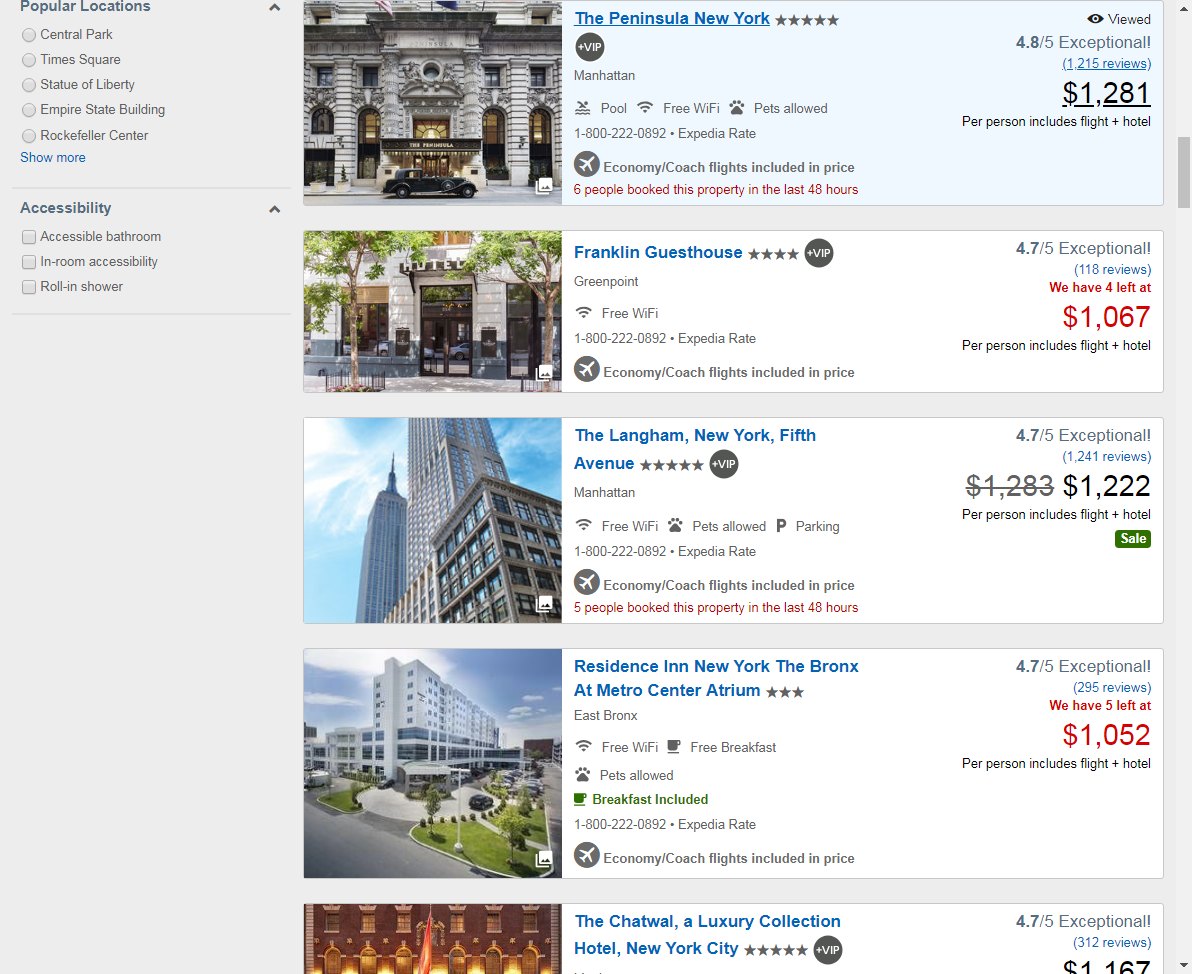 Popular Locations
Central Park
Times Square
Statue of Liberty
Empire State Building
Rockefeller Center
Show more
Accessibility
Accessible bathroom
In-room accessibility
Roll-in shower
THE PENINSULA
The Peninsula New York
+VIP
Manhattan
Pool Free WiFi Pets allowed
1-800-222-0892 • Expedia Rate
Economy/Coach flights included in price
6 people booked this property in the last 48 hours
Viewed
4.8/5 Exceptional!
(1,215 reviews)
$1,281
Per person includes flight + hotel
HOTEL
Franklin Guesthouse +VIP
Greenpoint
Free WiFi
1-800-222-0892 • Expedia Rate
Economy/Coach flights included in price
4.7/5 Exceptional!
(118 reviews)
We have 4 left at
$1,067
Per person includes flight + hotel
The Langham, New York, Fifth
Avenue +VIP
Manhattan
Free WiFi Pets allowed P Parking
1-800-222-0892 • Expedia Rate
Economy/Coach flights included in price
5 people booked this property in the last 48 hours
4.7/5 Exceptional!
(1,241 reviews)
$1,283 $1,222
Per person includes flight + hotel
Sale
Residence Inn New York The Bronx
At Metro Center Atrium
East Bronx
Free WiFi Free Breakfast
Pets allowed
Breakfast Included
1-800-222-0892 • Expedia Rate
Economy/Coach flights included in price
4.7/5 Exceptional!
(295 reviews)
We have 5 left at
$1,052
Per person includes flight + hotel
The Chatwal, a Luxury Collection
Hotel, New York City +VIP
4.7/5 Exceptional!
(312 reviews)
$1,167